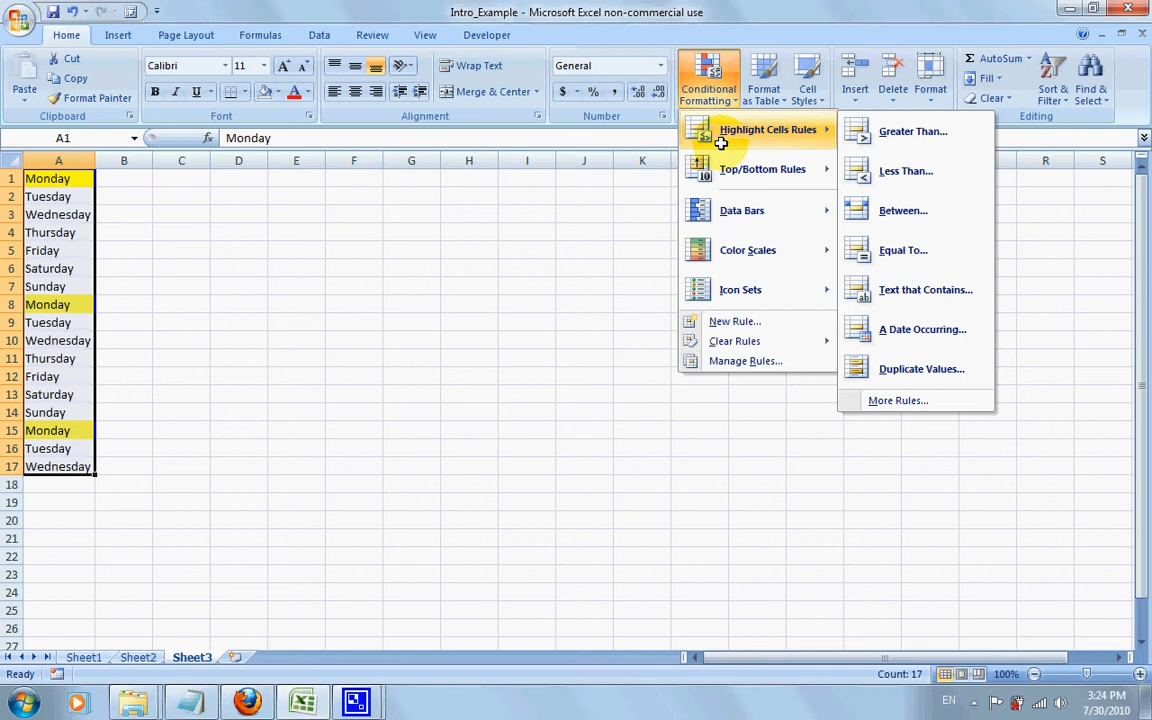 Intro_Example - Microsoft Excel non-commercial use
Home Insert Page Layout Formulas Data Review View Developer
Paste
Cut
Copy
Format Painter
Clipboard
Calibri 11
B I U
Font
Wrap Text
Merge & Center
Alignment
General
$ % ,
Number
Conditional Formatting
Format as Table
Cell Styles
Insert Delete Format
AutoSum
Fill
Clear
Sort & Filter
Find & Select
Editing
A1 fx Monday
A B C D E F G H I J K R S
1 Monday
2 Tuesday
3 Wednesday
4 Thursday
5 Friday
6 Saturday
7 Sunday
8 Monday
9 Tuesday
10 Wednesday
11 Thursday
12 Friday
13 Saturday
14 Sunday
15 Monday
16 Tuesday
17 Wednesday
18
19
20
21
22
23
24
25
26
27
Highlight Cells Rules
Top/Bottom Rules
Data Bars
Color Scales
Icon Sets
New Rule...
Clear Rules
Manage Rules...
Greater Than...
Less Than...
Between...
Equal To...
Text that Contains...
A Date Occurring...
Duplicate Values...
More Rules...
Sheet1 Sheet2 Sheet3
Ready Count: 17 100%
EN 3:24 PM
7/30/2010